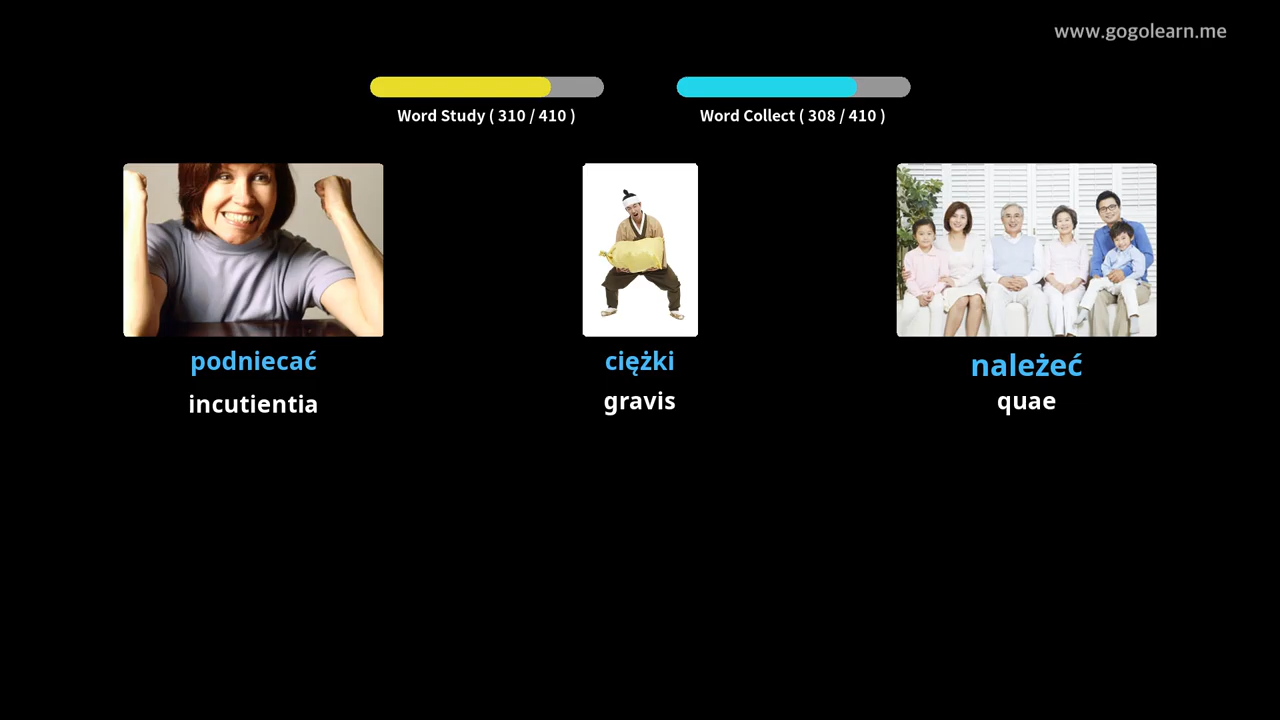 www.gogolearn.me
Word Study ( 310 / 410 )
Word Collect ( 308 / 410 )
podniecać
ciężki
należeć
incutientia
gravis
quae